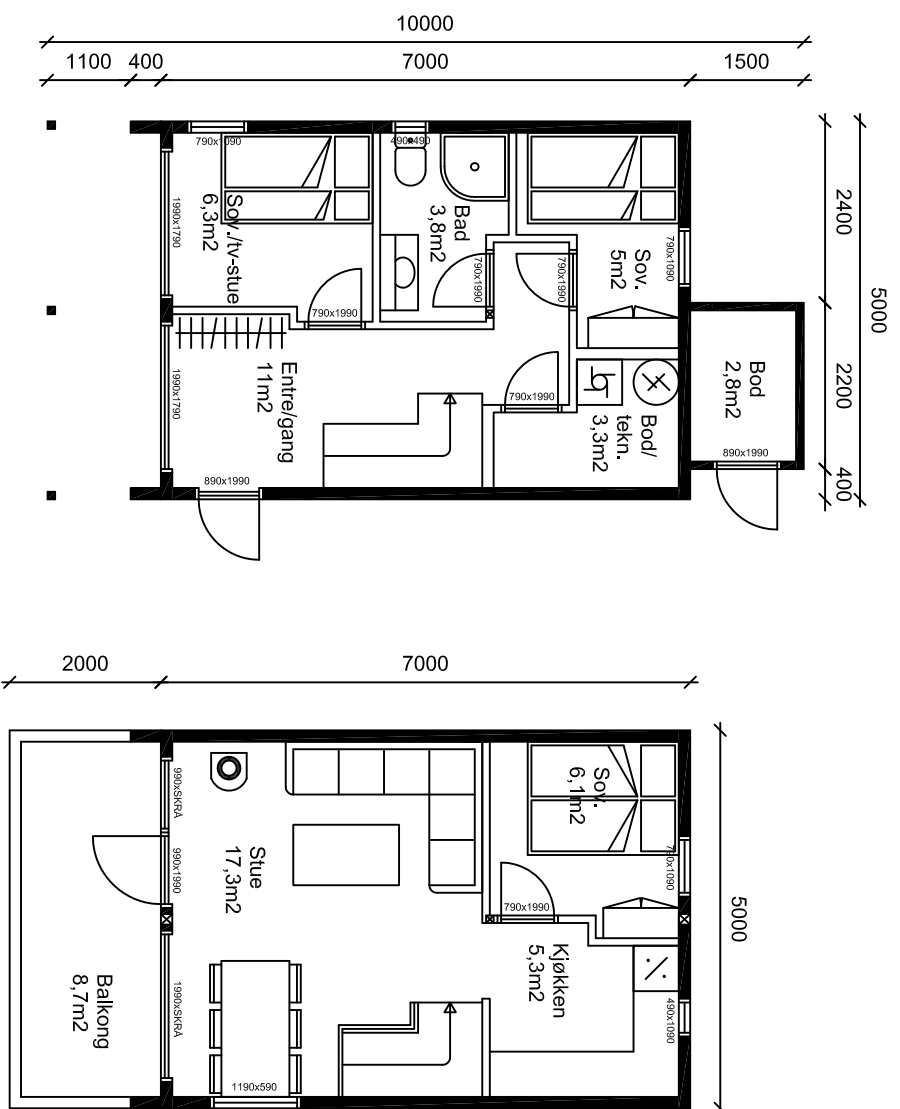 10000
1100 400 7000 1500
790x1090
490x490
1990x1790
Sov./tv-stue
6,3m2
Bad
3,8m2
790x1990
790x1990
Sov.
5m2
790x1090
2400
5000
790x1990
1990x1790
Entre/gang
11m2
790x1990
Bod/
tekn.
3,3m2
Bod
2,8m2
2200
890x1990
890x1990
400
2000 7000
990xSKRÅ
990x1990
Stue
17,3m2
Sov.
6,1m2
790x1090
790x1990
5000
Balkong
8,7m2
1990xSKRÅ
Kjøkken
5,3m2
490x1090
1190x590